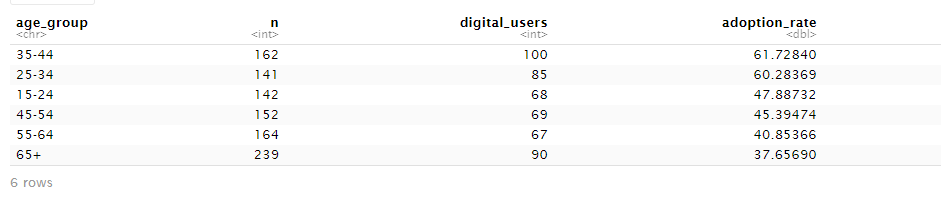 age_group n digital_users adoption_rate
<chr> <int> <int> <dbl>
35-44 162 100 61.72840
25-34 141 85 60.28369
15-24 142 68 47.88732
45-54 152 69 45.39474
55-64 164 67 40.85366
65+ 239 90 37.65690
6 rows